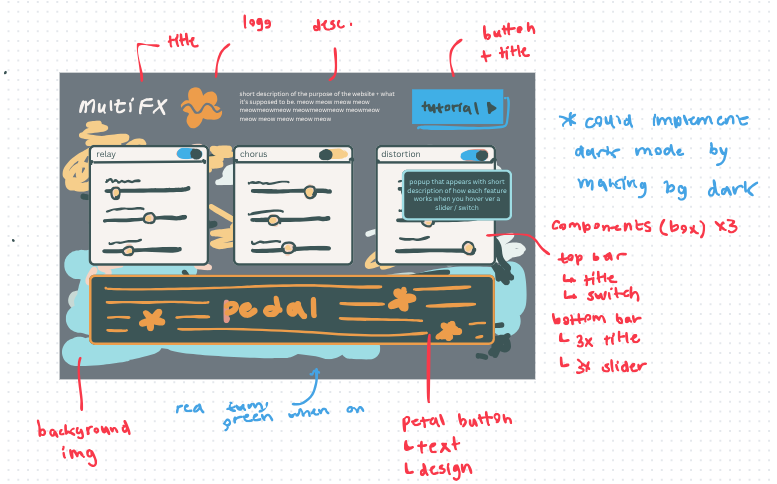 title
logo
desc.
button
+ title
multi FX
short description of the purpose of the website + what
it's supposed to be. meow meow meow meow
meowmeowmeow meowmeowmeow meowmeow
meow meow meow meow meow
tutorial
* could implement
dark mode by
making bg dark
relay
chorus
distortion
popup that appears with short
description of how each feature
works when you hover ver a
slider / switch
components (box) x3
top bar
↳ title
↳ switch
bottom bar
↳ 3x title
↳ 3x slider
pedal
background
img
green when on
petal button
↳ text
↳ design